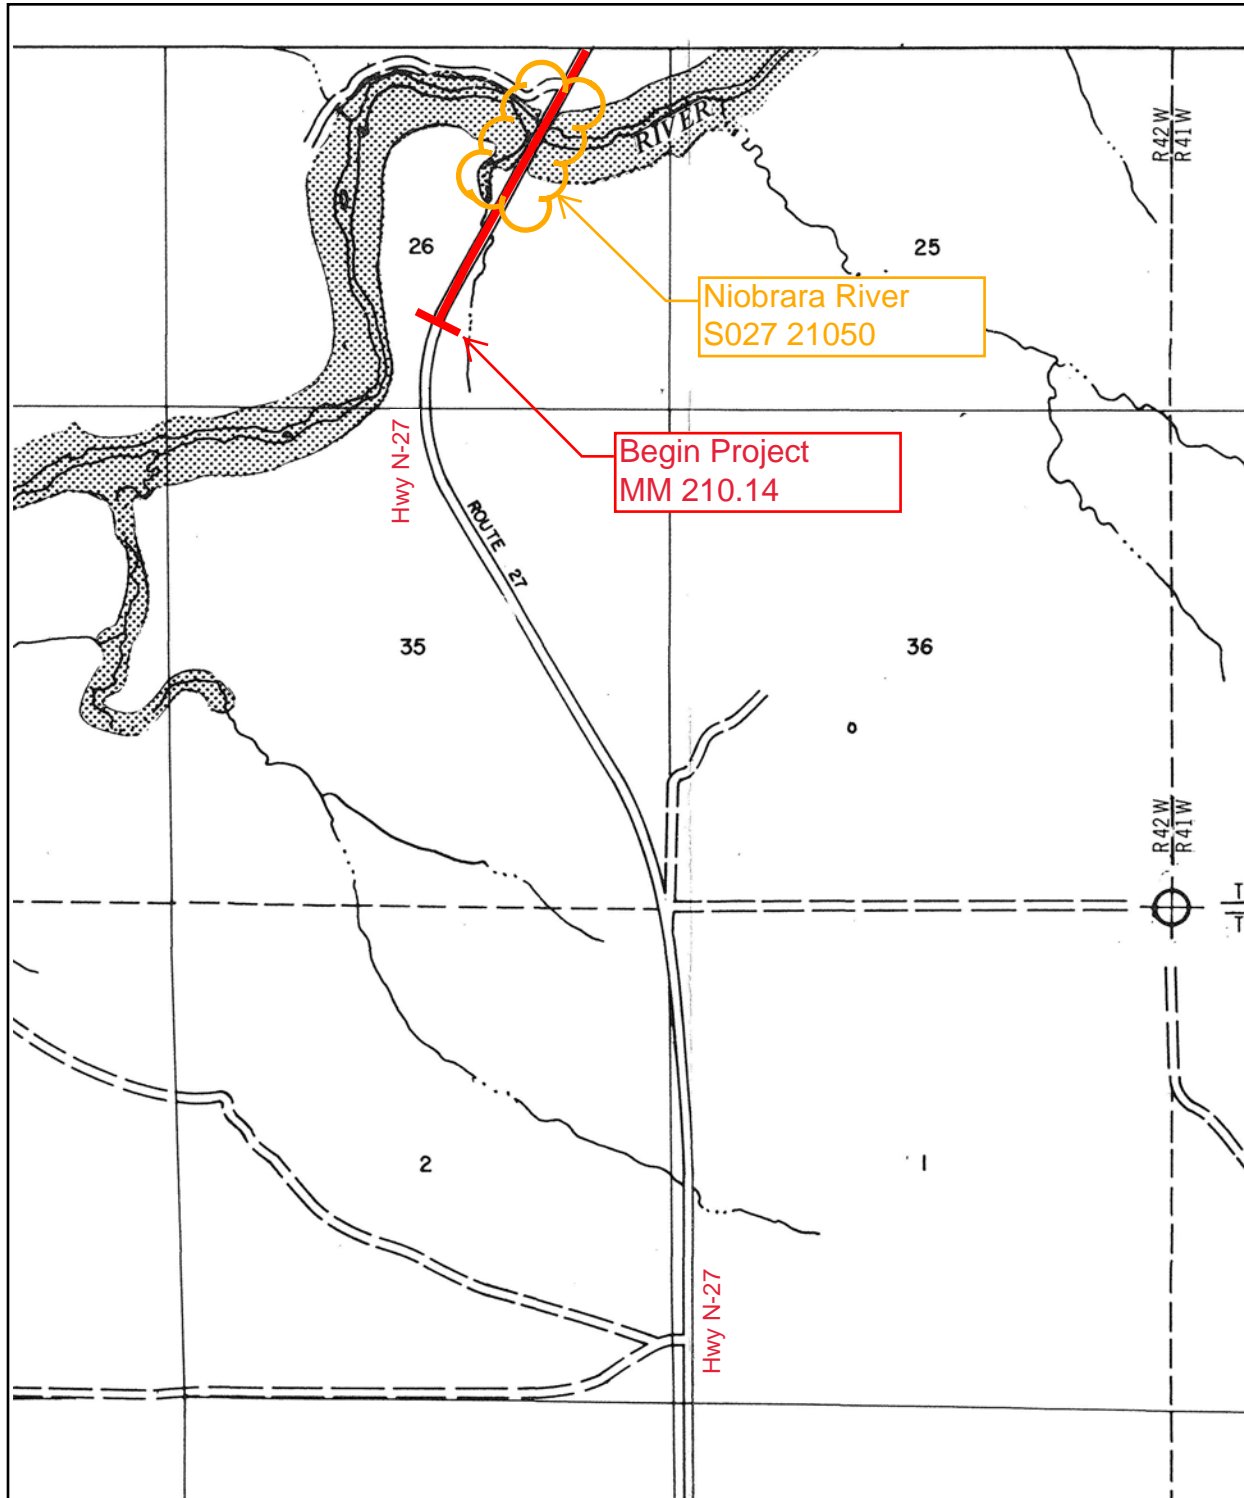 R42W
R41W
RIVER
26
25
Niobrara River
S027 21050
Begin Project
MM 210.14
Hwy N-27
ROUTE 27
35
36
R42W
R41W
T
T
2
1
Hwy N-27